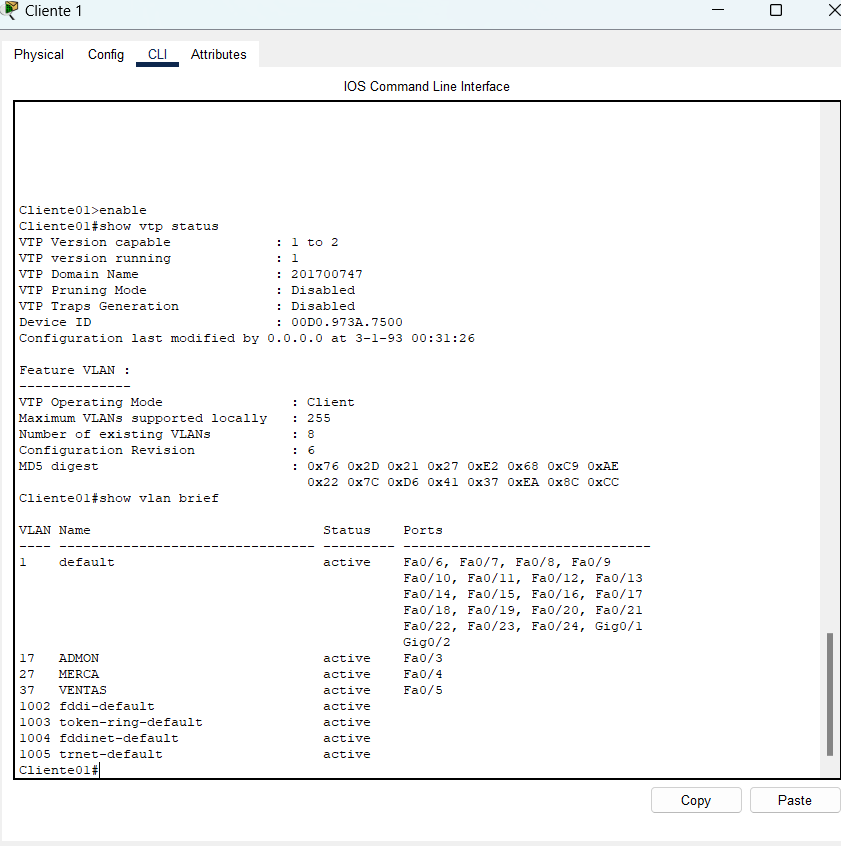 Cliente 1
Physical Config CLI Attributes
IOS Command Line Interface
Cliente01>enable
Cliente01#show vtp status
VTP Version capable : 1 to 2
VTP version running : 1
VTP Domain Name : 201700747
VTP Pruning Mode : Disabled
VTP Traps Generation : Disabled
Device ID : 00D0.973A.7500
Configuration last modified by 0.0.0.0 at 3-1-93 00:31:26
Feature VLAN :
--------------
VTP Operating Mode : Client
Maximum VLANs supported locally : 255
Number of existing VLANs : 8
Configuration Revision : 6
MD5 digest : 0x76 0x2D 0x21 0x27 0xE2 0x68 0xC9 0xAE
0x22 0x7C 0xD6 0x41 0x37 0xEA 0x8C 0xCC
Cliente01#show vlan brief
VLAN Name Status Ports
---- -------------------------------- --------- -------------------------------
1 default active Fa0/6, Fa0/7, Fa0/8, Fa0/9
Fa0/10, Fa0/11, Fa0/12, Fa0/13
Fa0/14, Fa0/15, Fa0/16, Fa0/17
Fa0/18, Fa0/19, Fa0/20, Fa0/21
Fa0/22, Fa0/23, Fa0/24, Gig0/1
Gig0/2
17 ADMON active Fa0/3
27 MERCA active Fa0/4
37 VENTAS active Fa0/5
1002 fddi-default active
1003 token-ring-default active
1004 fddinet-default active
1005 trnet-default active
Cliente01#
Copy Paste